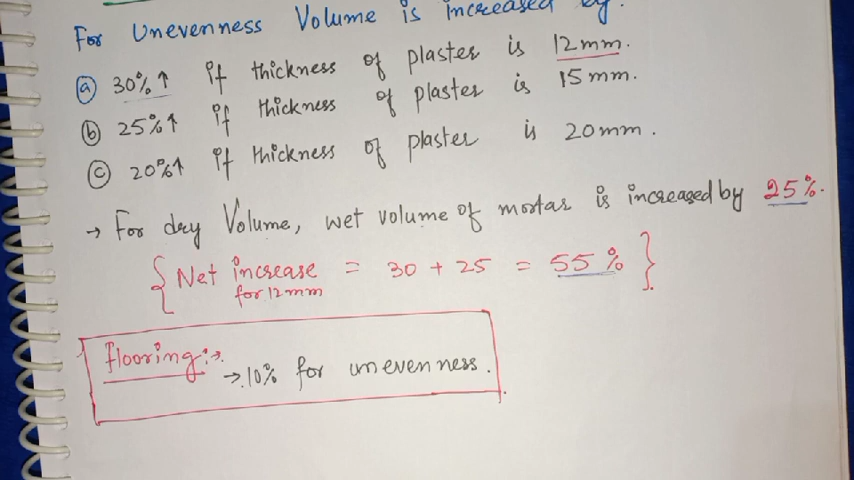 For Unevenness Volume is increased by.
(a) 30%↑ if thickness of plaster is 12mm.
(b) 25%↑ if thickness of plaster is 15mm.
(c) 20%↑ if thickness of plaster is 20mm.
→ For dry Volume, wet volume of mortar is increased by 25%.
{Net increase = 30 + 25 = 55 %}
for 12mm
flooring:→
→ 10% for unevenness.